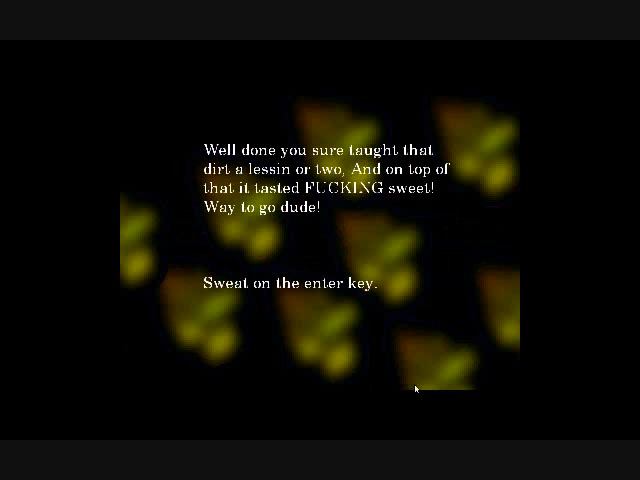 Well done you sure taught that
dirt a lessin or two, And on top of
that it tasted FUCKING sweet!
Way to go dude!
Sweat on the enter key.